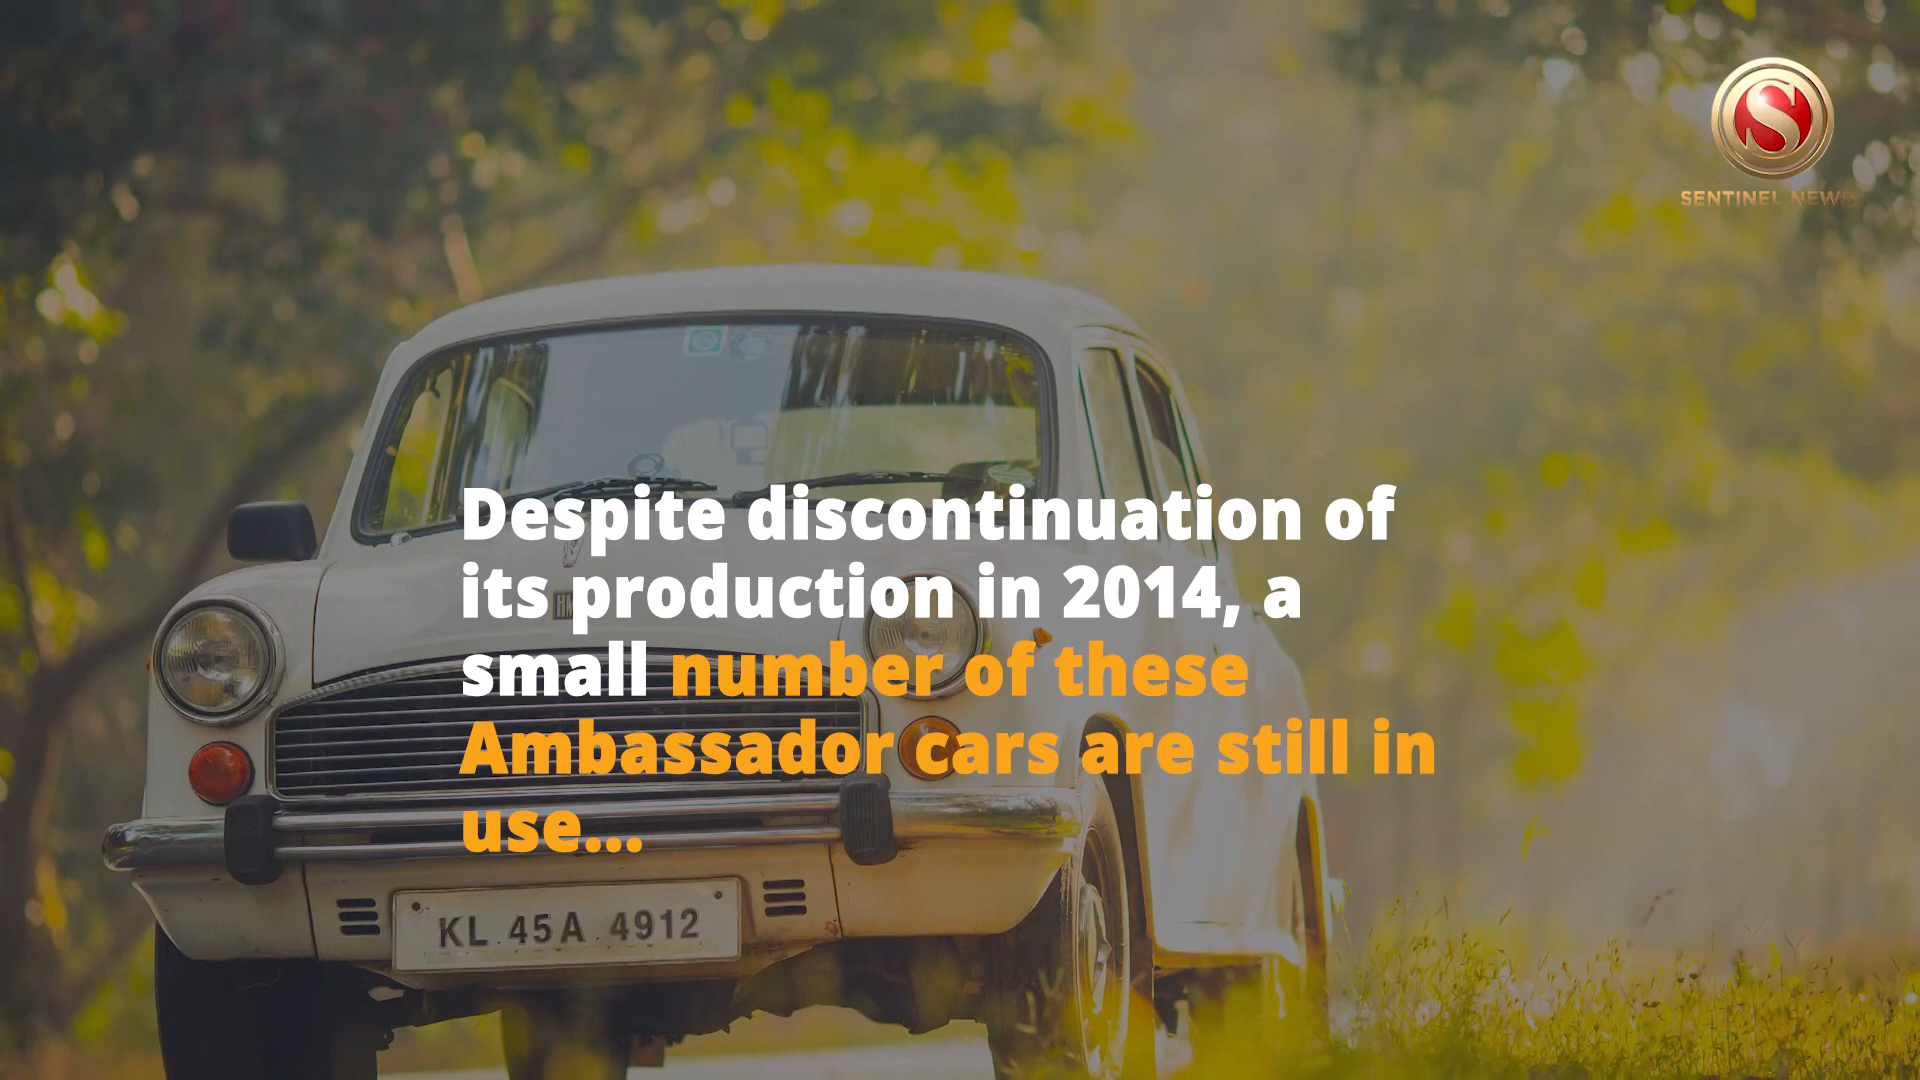 S
SENTINEL NEWS
Despite discontinuation of
its production in 2014, a
small number of these
Ambassador cars are still in
use...
KL 45A 4912